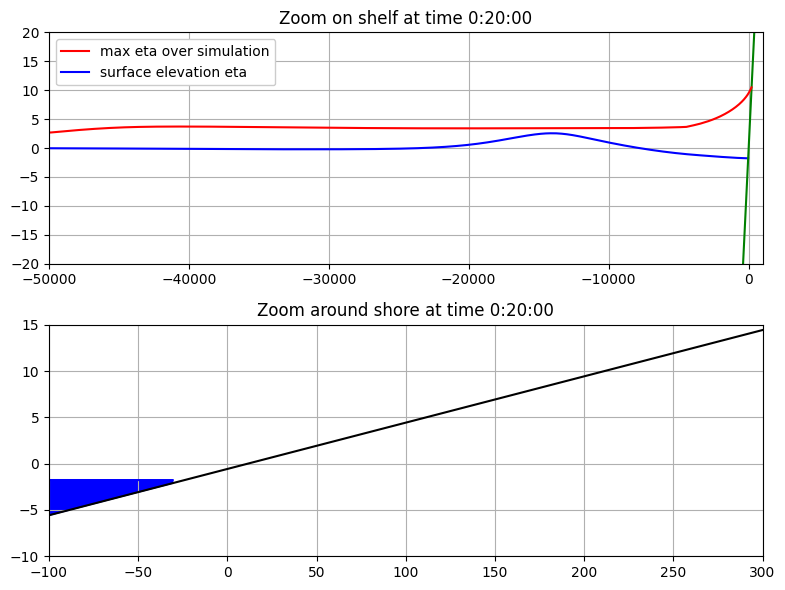 Zoom on shelf at time 0:20:00
20
15
10
5
0
−5
−10
−15
−20
max eta over simulation
surface elevation eta
−50000 −40000 −30000 −20000 −10000 0
Zoom around shore at time 0:20:00
15
10
5
0
−5
−10
−100 −50 0 50 100 150 200 250 300